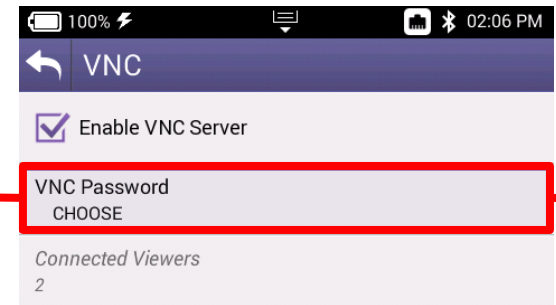 100% 02:06 PM
VNC
Enable VNC Server
VNC Password
CHOOSE
Connected Viewers
2